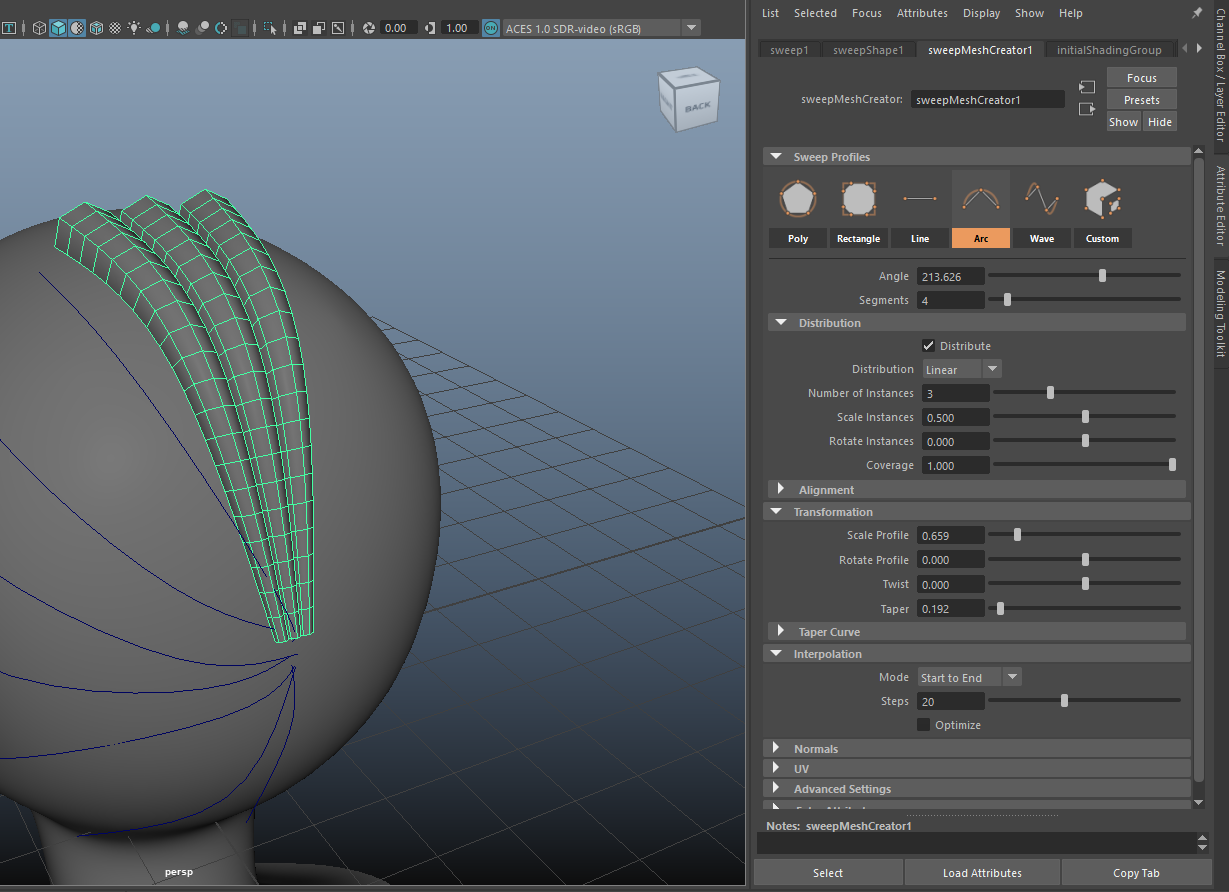 List Selected Focus Attributes Display Show Help
0.00 1.00 ON ACES 1.0 SDR-video (sRGB)
sweep1 sweepShape1 sweepMeshCreator1 initialShadingGroup
Focus
sweepMeshCreator: sweepMeshCreator1
Presets
Show Hide
Sweep Profiles
Poly Rectangle Line Arc Wave Custom
Angle 213.626
Segments 4
Distribution
Distribute
Distribution Linear
Number of Instances 3
Scale Instances 0.500
Rotate Instances 0.000
Coverage 1.000
Alignment
Transformation
Scale Profile 0.659
Rotate Profile 0.000
Twist 0.000
Taper 0.192
Taper Curve
Interpolation
Mode Start to End
Steps 20
Optimize
Normals
UV
Advanced Settings
Notes: sweepMeshCreator1
Select Load Attributes Copy Tab
Channel Box / Layer Editor
Attribute Editor
Modeling Toolkit
BACK
persp